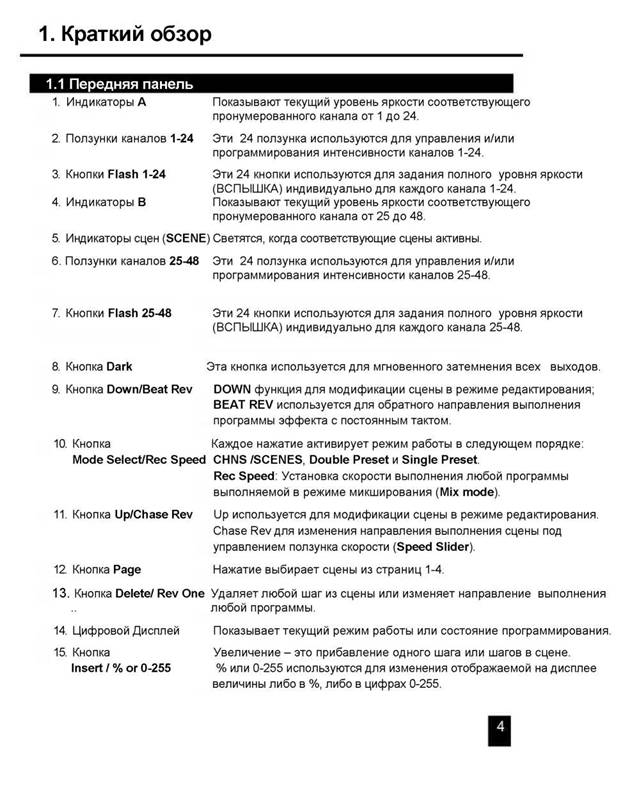 1. Краткий обзор
1.1 Передняя панель
1. Индикаторы A Показывают текущий уровень яркости соответствующего
пронумерованного канала от 1 до 24.
2. Ползунки каналов 1-24 Эти 24 ползунка используются для управления и/или
программирования интенсивности каналов 1-24.
3. Кнопки Flash 1-24 Эти 24 кнопки используются для задания полного уровня яркости
(ВСПЫШКА) индивидуально для каждого канала 1-24.
4. Индикаторы B Показывают текущий уровень яркости соответствующего
пронумерованного канала от 25 до 48.
5. Индикаторы сцен (SCENE) Светятся, когда соответствующие сцены активны.
6. Ползунки каналов 25-48 Эти 24 ползунка используются для управления и/или
программирования интенсивности каналов 25-48.
7. Кнопки Flash 25-48 Эти 24 кнопки используются для задания полного уровня яркости
(ВСПЫШКА) индивидуально для каждого канала 25-48.
8. Кнопка Dark Эта кнопка используется для мгновенного затемнения всех выходов.
9. Кнопка Down/Beat Rev DOWN функция для модификации сцены в режиме редактирования;
BEAT REV используется для обратного направления выполнения
программы эффекта с постоянным тактом.
10. Кнопка Каждое нажатие активирует режим работы в следующем порядке:
Mode Select/Rec Speed CHNS /SCENES, Double Preset и Single Preset.
Rec Speed: Установка скорости выполнения любой программы
выполняемой в режиме микширования (Mix mode).
11. Кнопка Up/Chase Rev Up используется для модификации сцены в режиме редактирования.
Chase Rev для изменения направления выполнения сцены под
управлением ползунка скорости (Speed Slider).
12. Кнопка Page Нажатие выбирает сцены из страниц 1-4.
13. Кнопка Delete/ Rev One Удаляет любой шаг из сцены или изменяет направление выполнения
.. любой программы.
14. Цифровой Дисплей Показывает текущий режим работы или состояние программирования.
15. Кнопка Увеличение – это прибавление одного шага или шагов в сцене.
Insert / % or 0-255 % или 0-255 используются для изменения отображаемой на дисплее
величины либо в %, либо в цифрах 0-255.
4